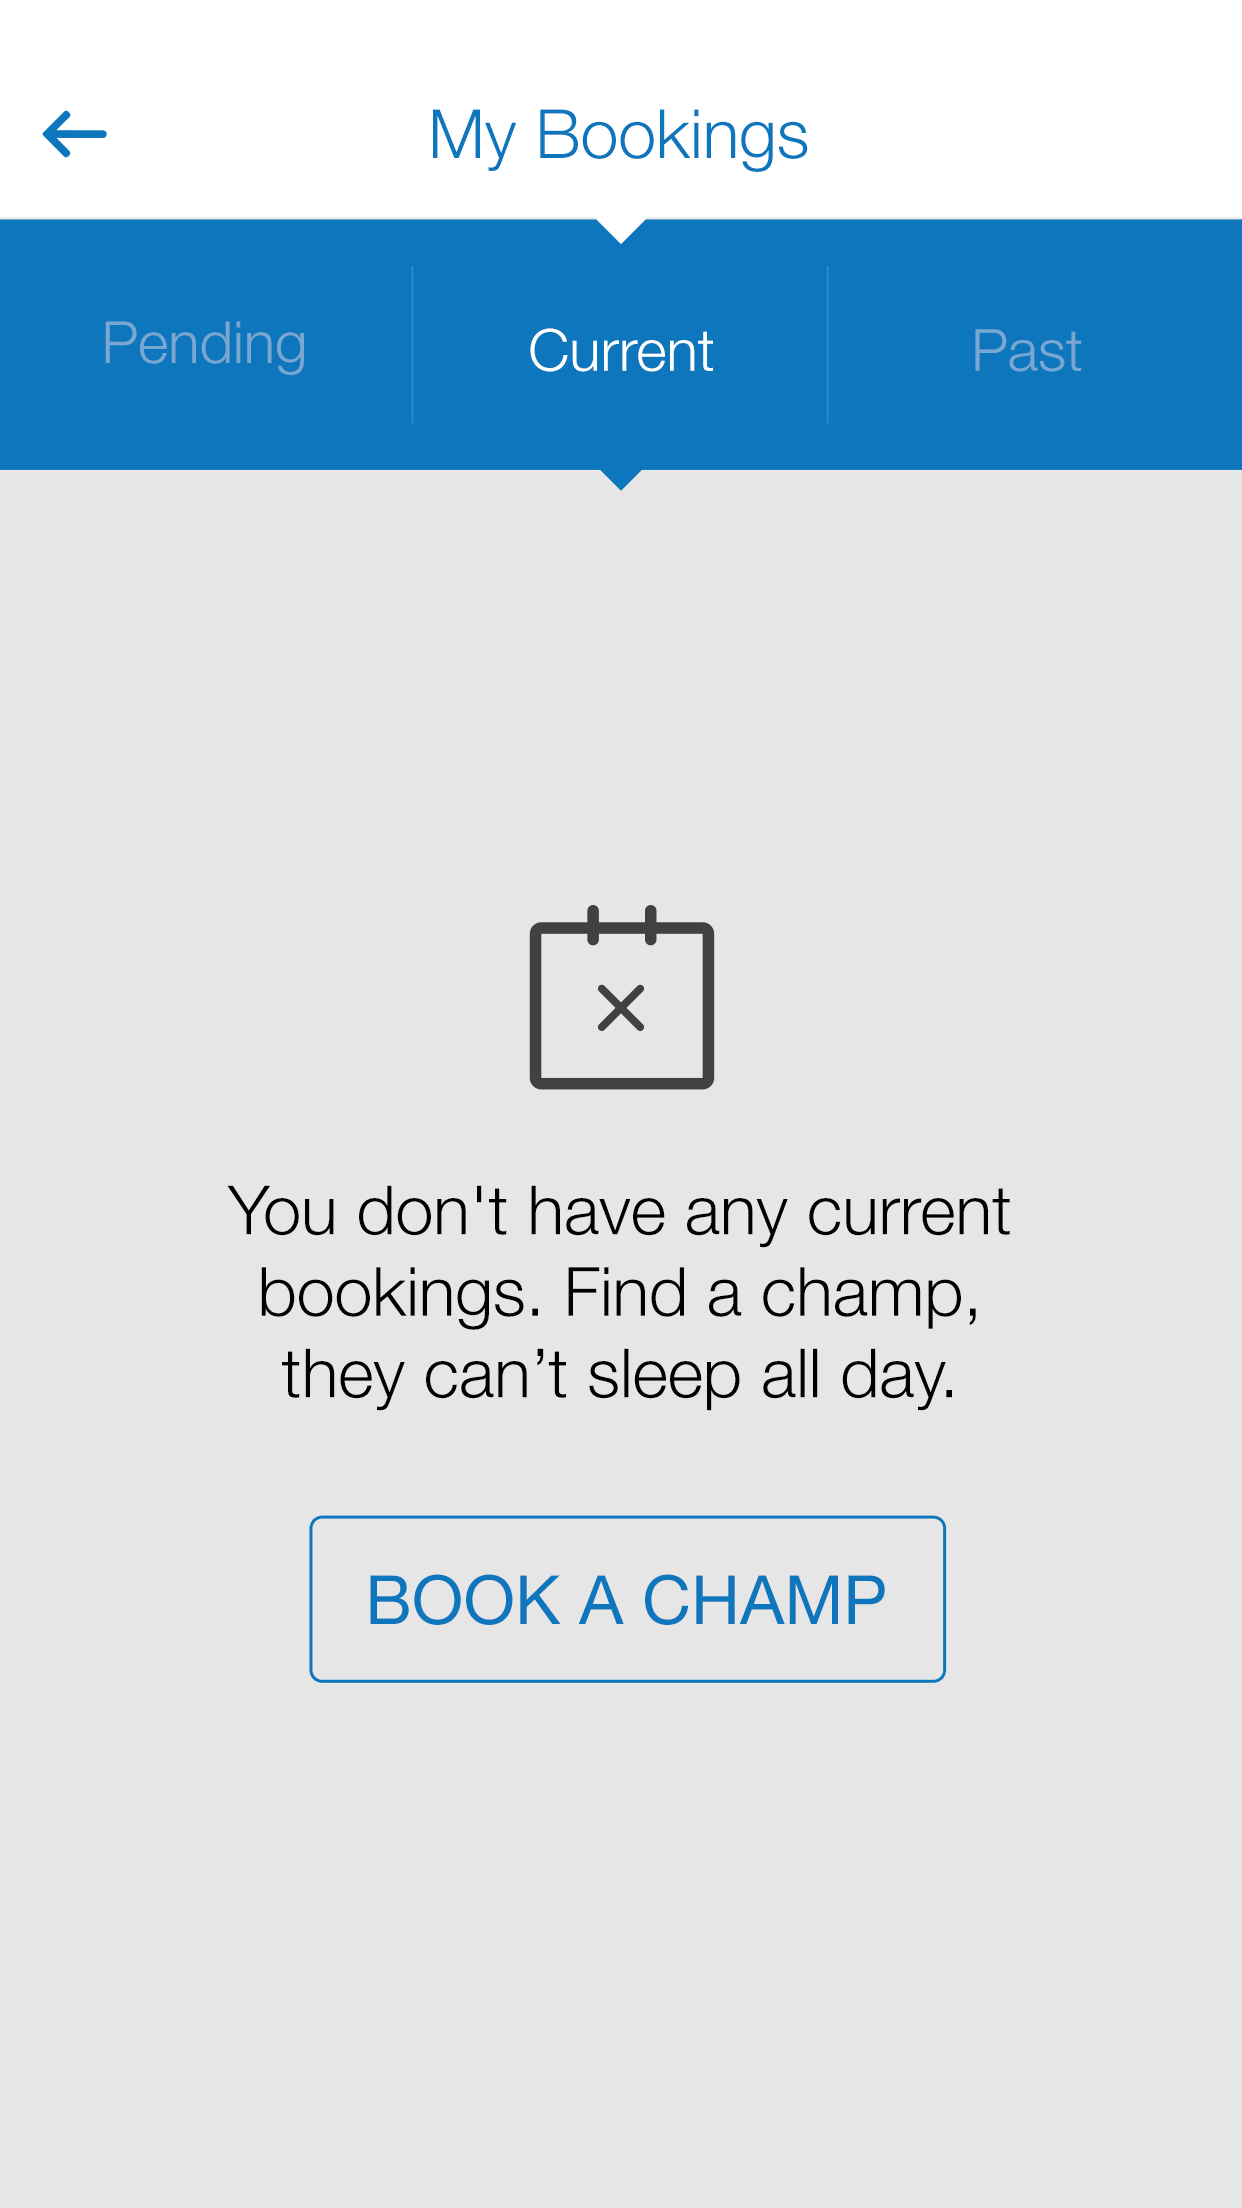 My Bookings
Pending
Current
Past
You don't have any current
bookings. Find a champ,
they can’t sleep all day.
BOOK A CHAMP